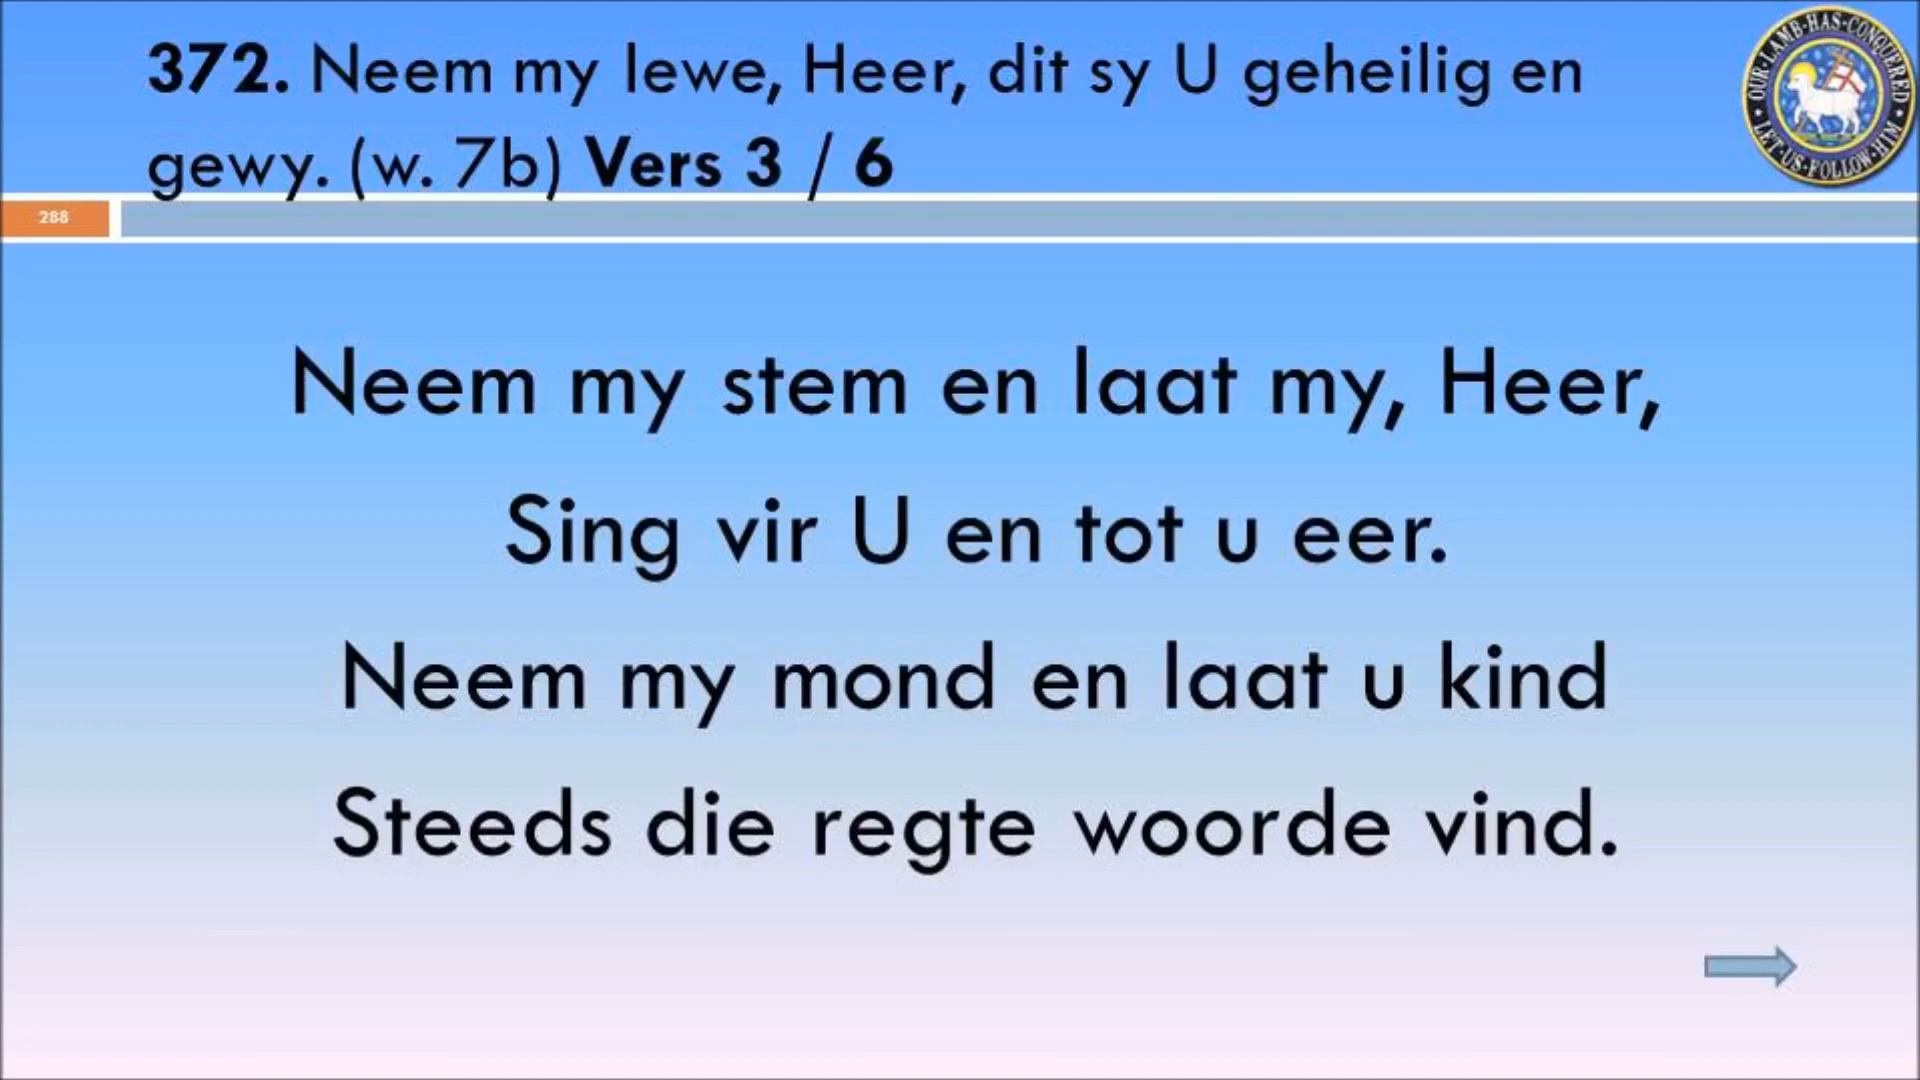 372. Neem my lewe, Heer, dit sy U geheilig en
gewy. (w. 7b) Vers 3 / 6
OUR·LAMB·HAS·CONQUERED
LET·US·FOLLOW·HIM
288
Neem my stem en laat my, Heer,
Sing vir U en tot u eer.
Neem my mond en laat u kind
Steeds die regte woorde vind.